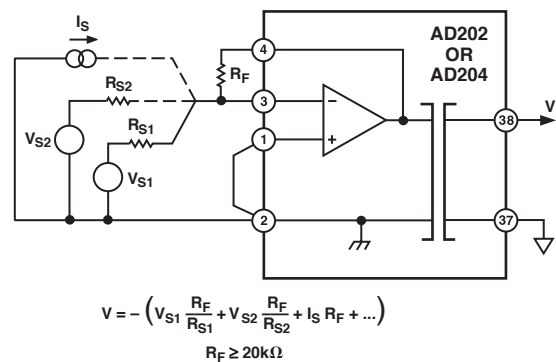 I_S
R_S2
R_S1
V_S2
V_S1
R_F
4
3
1
2
AD202
OR
AD204
38
V
37
V = – (V_S1 R_F/R_S1 + V_S2 R_F/R_S2 + I_S R_F + ...)
R_F ≥ 20kΩ